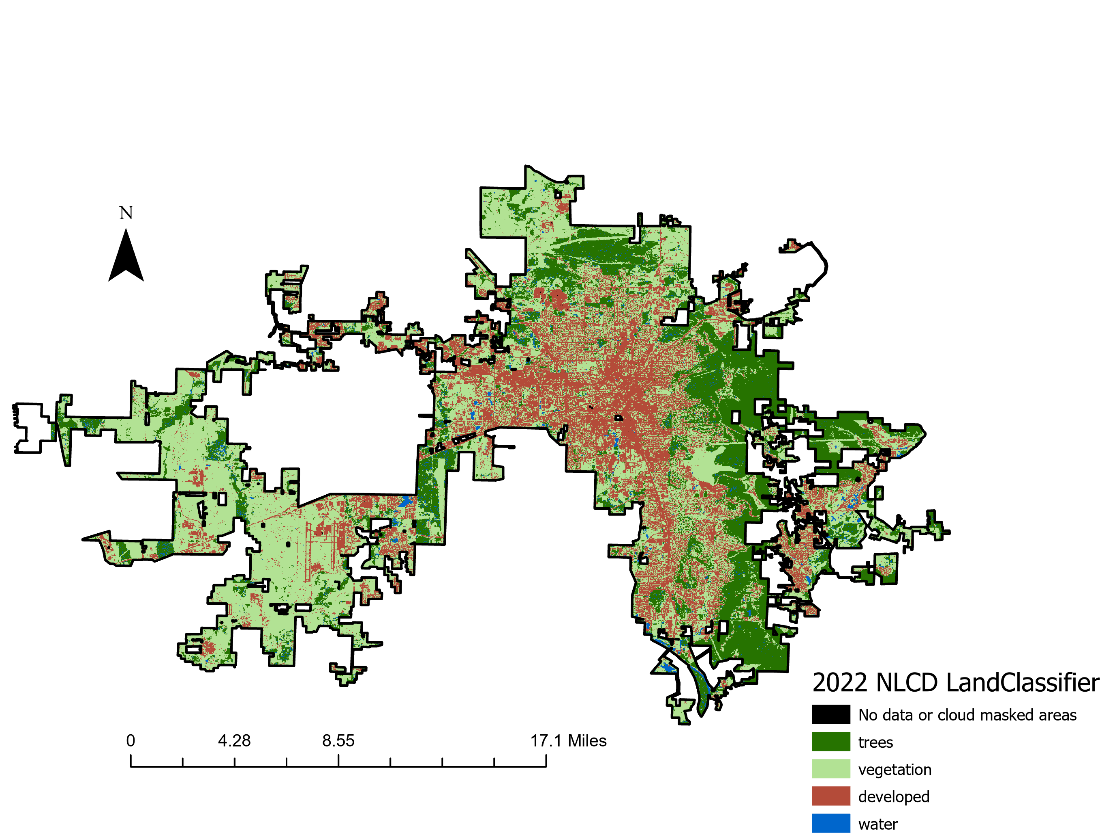 N
0 4.28 8.55 17.1 Miles
2022 NLCD LandClassifier
No data or cloud masked areas
trees
vegetation
developed
water